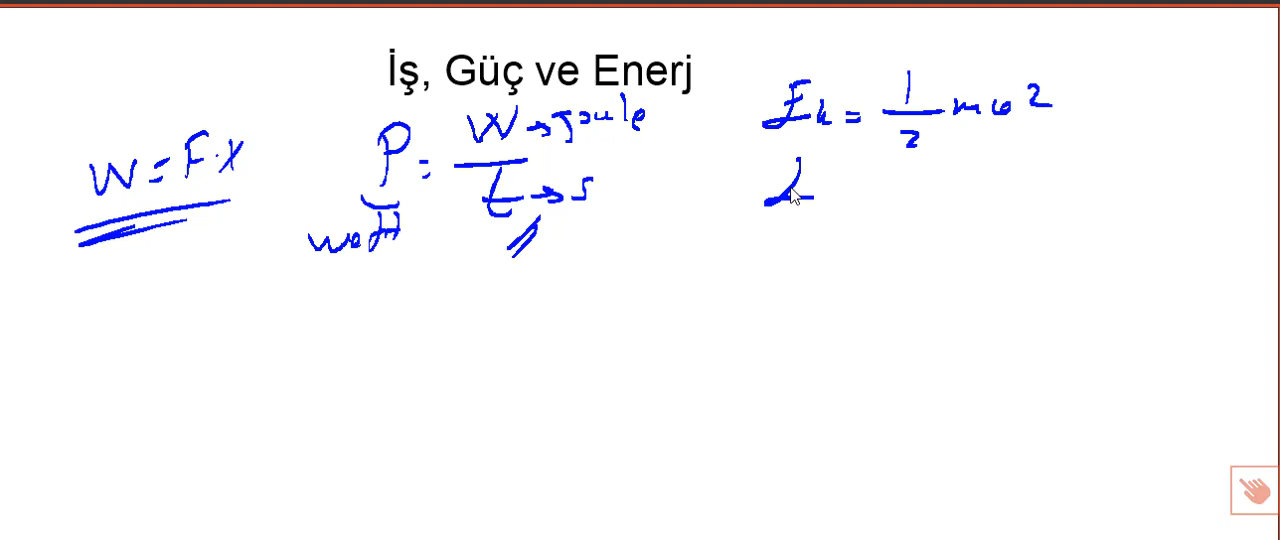 İş, Güç ve Enerj
W = F.x
P = W / t
W → Joule
t → s
watt
Ek = 1/2 mv²